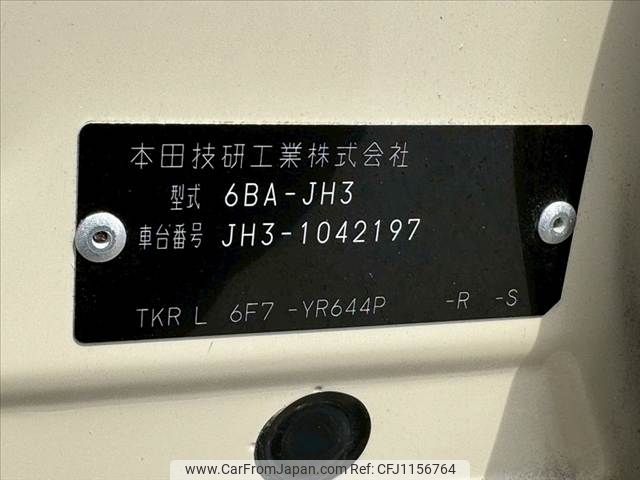 本田技研工業株式会社
型式 6BA-JH3
車台番号 JH3-1042197
TKR L 6F7 -YR644P -R -S
www.CarFromJapan.com | #CFJ1156764